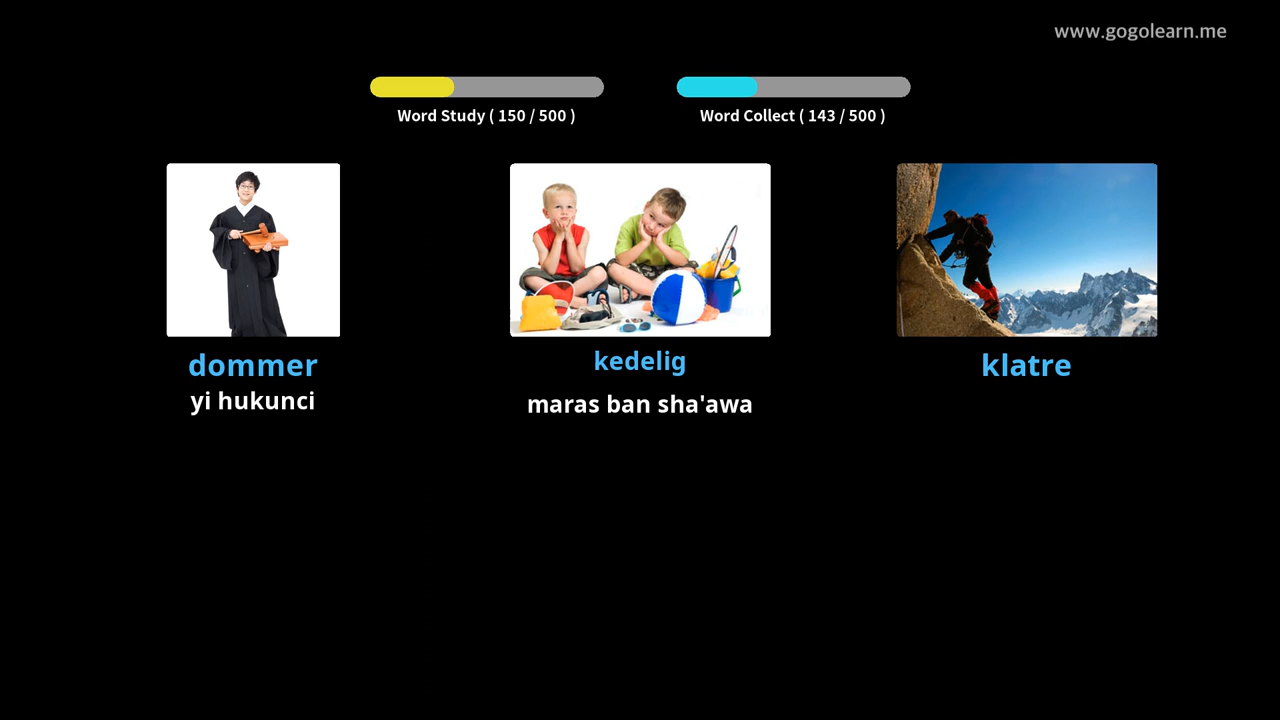 www.gogolearn.me
Word Study ( 150 / 500 )
Word Collect ( 143 / 500 )
dommer
yi hukunci
kedelig
maras ban sha'awa
klatre